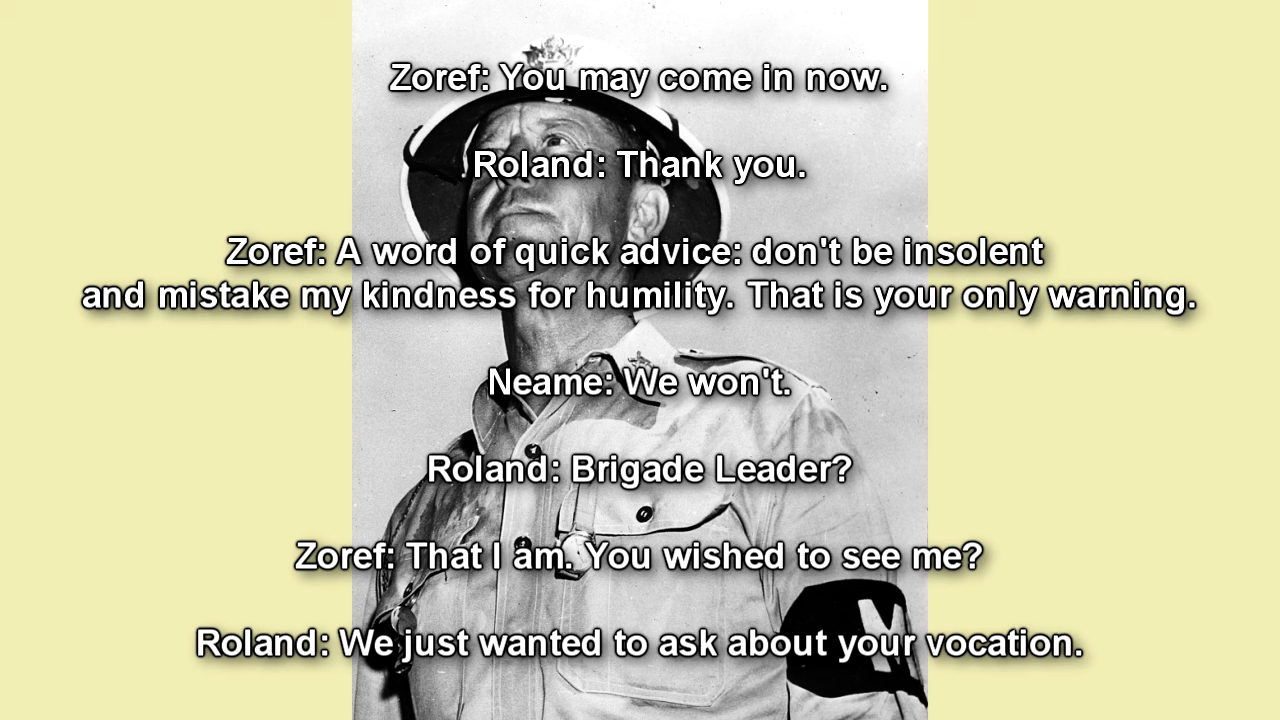 Zoref: You may come in now.
Roland: Thank you.
Zoref: A word of quick advice: don't be insolent
and mistake my kindness for humility. That is your only warning.
Neame: We won't.
Roland: Brigade Leader?
Zoref: That I am. You wished to see me?
Roland: We just wanted to ask about your vocation.